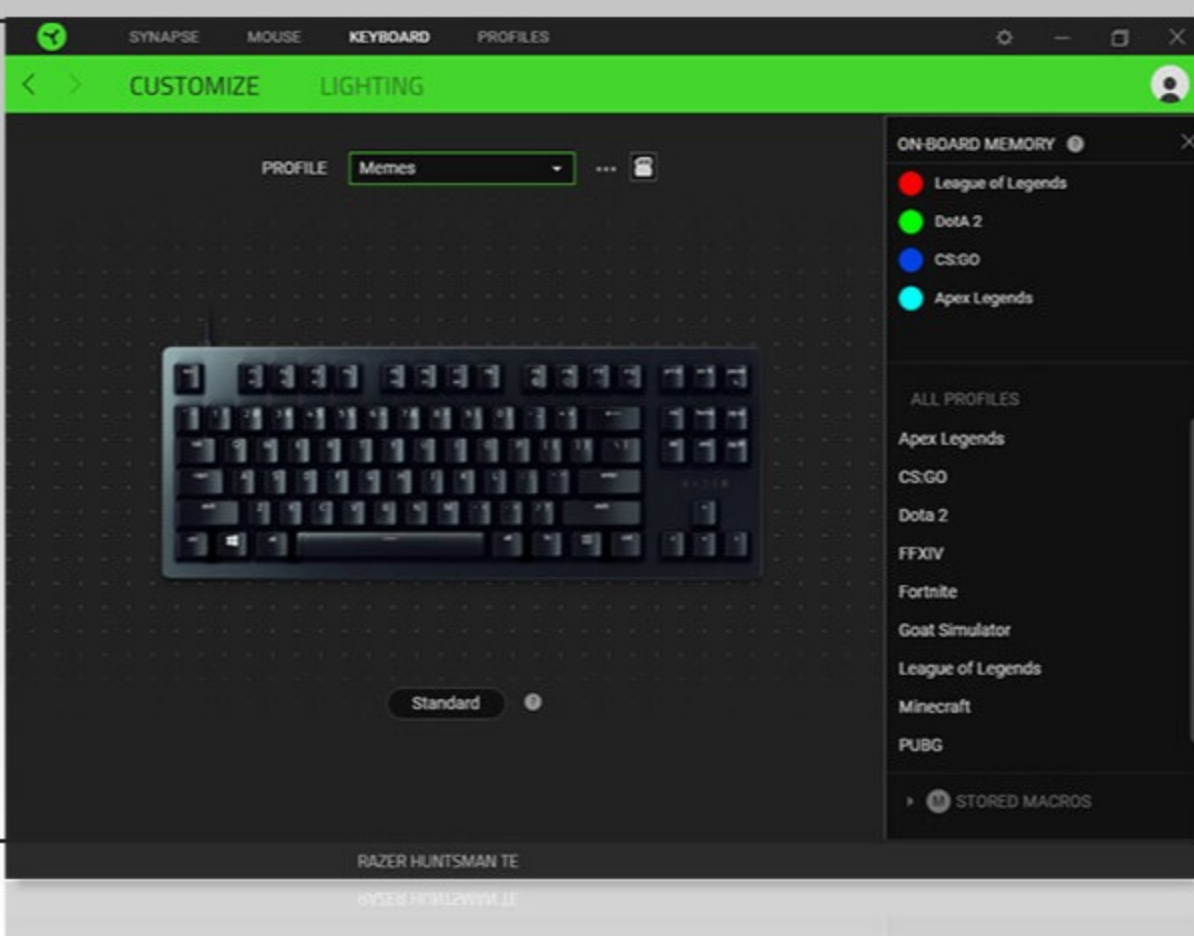 SYNAPSE MOUSE KEYBOARD PROFILES
CUSTOMIZE LIGHTING
PROFILE Memes
ON-BOARD MEMORY ?
League of Legends
DotA 2
CS:GO
Apex Legends
ALL PROFILES
Apex Legends
CS:GO
Dota 2
FFXIV
Fortnite
Goat Simulator
League of Legends
Minecraft
PUBG
M STORED MACROS
Standard ?
RAZER HUNTSMAN TE